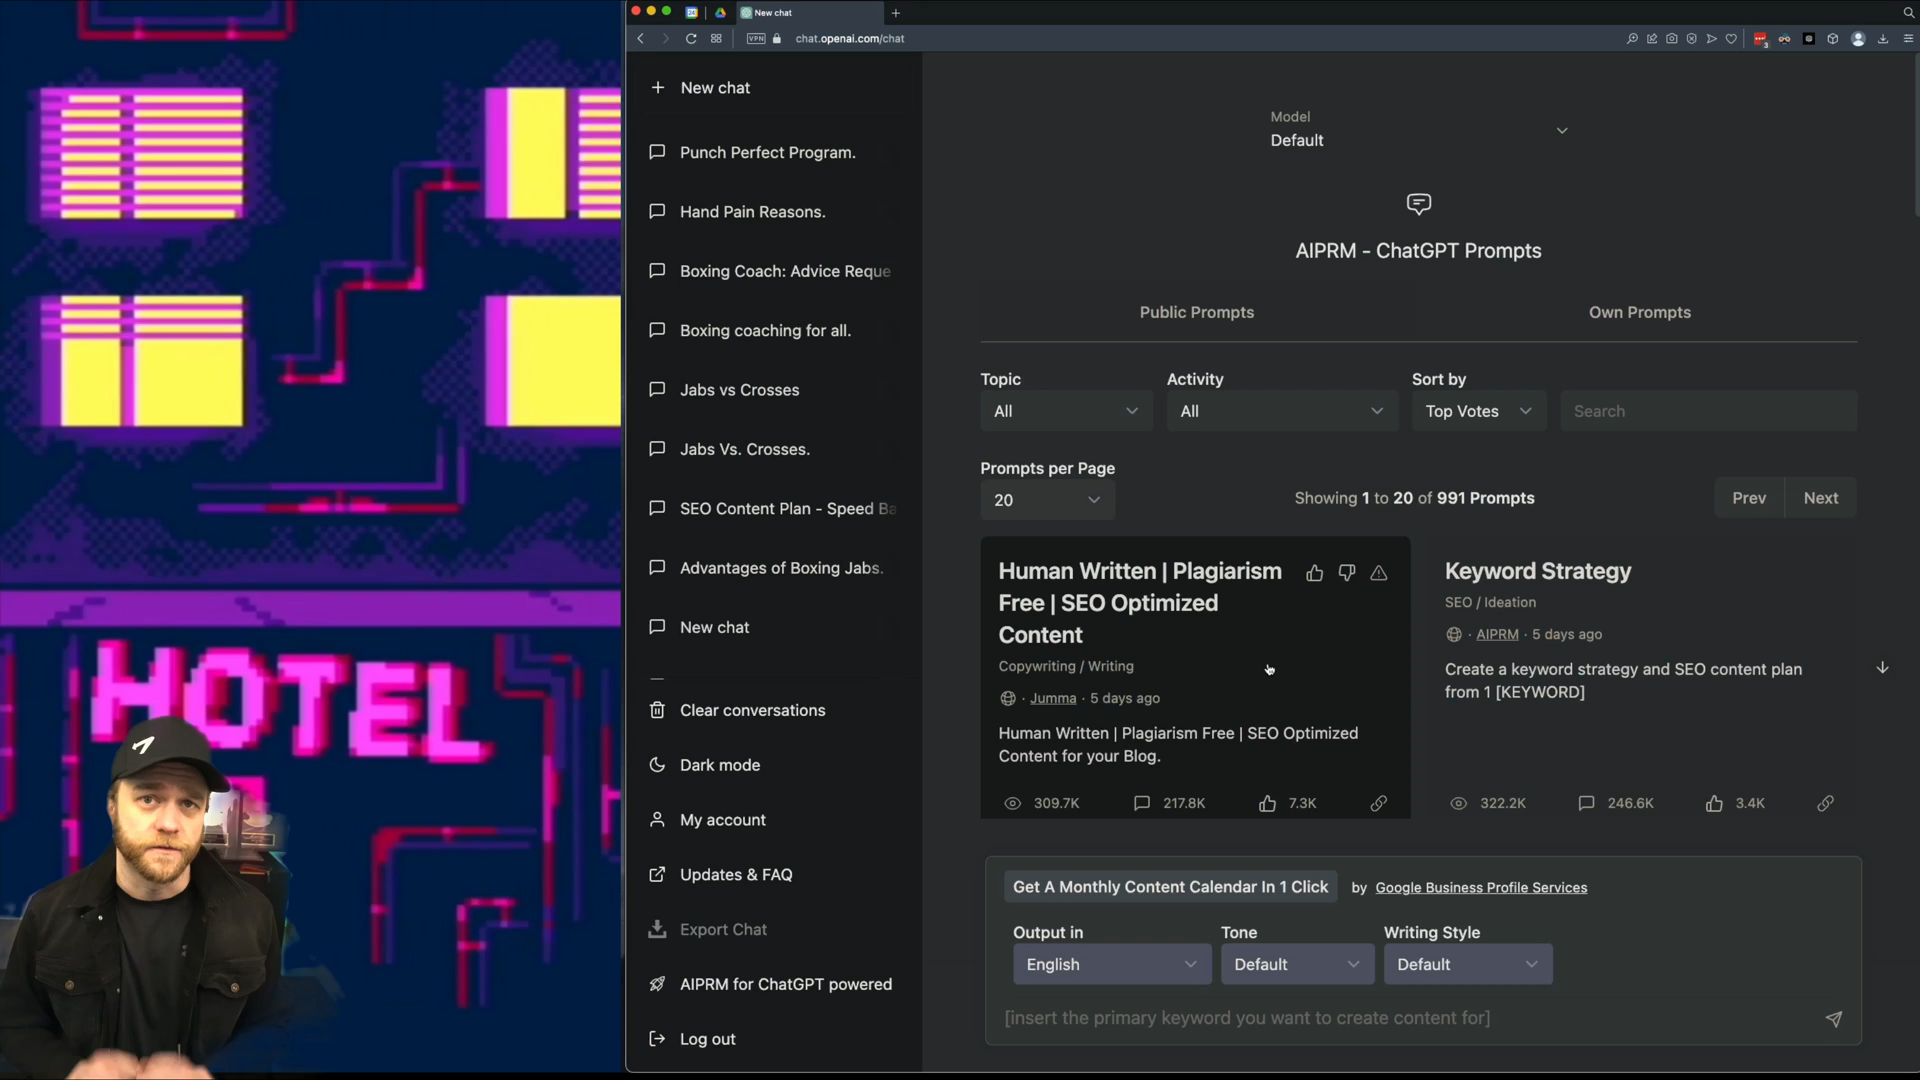 HOTEL
New chat
VPN
chat.openai.com/chat
3
New chat
Punch Perfect Program.
Hand Pain Reasons.
Boxing Coach: Advice Reque
Boxing coaching for all.
Jabs vs Crosses
Jabs Vs. Crosses.
SEO Content Plan - Speed Ba
Advantages of Boxing Jabs.
New chat
Clear conversations
Dark mode
My account
Updates & FAQ
Export Chat
AIPRM for ChatGPT powered
Log out
Model
Default
AIPRM - ChatGPT Prompts
Public Prompts
Own Prompts
Topic
All
Activity
All
Sort by
Top Votes
Search
Prompts per Page
20
Showing 1 to 20 of 991 Prompts
Prev
Next
Human Written | Plagiarism
Free | SEO Optimized
Content
Copywriting / Writing
· Jumma · 5 days ago
Human Written | Plagiarism Free | SEO Optimized
Content for your Blog.
309.7K
217.8K
7.3K
Keyword Strategy
SEO / Ideation
· AIPRM · 5 days ago
Create a keyword strategy and SEO content plan
from 1 [KEYWORD]
322.2K
246.6K
3.4K
Get A Monthly Content Calendar In 1 Click by Google Business Profile Services
Output in
English
Tone
Default
Writing Style
Default
[insert the primary keyword you want to create content for]